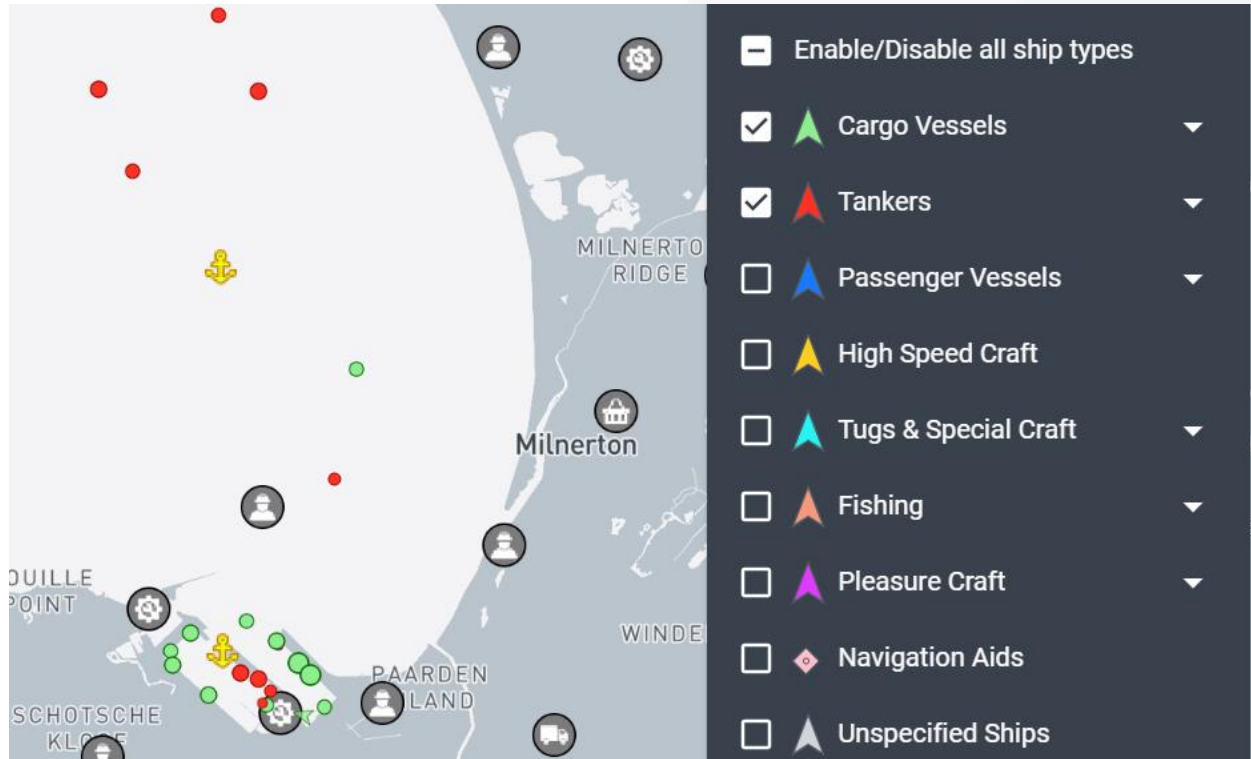 Enable/Disable all ship types
Cargo Vessels
Tankers
MILNERTO
RIDGE
Passenger Vessels
High Speed Craft
Milnerton
Tugs & Special Craft
Fishing
OUILLE
POINT
Pleasure Craft
WINDE
Navigation Aids
PAARDEN
LAND
SCHOTSCHE
KLOOF
Unspecified Ships